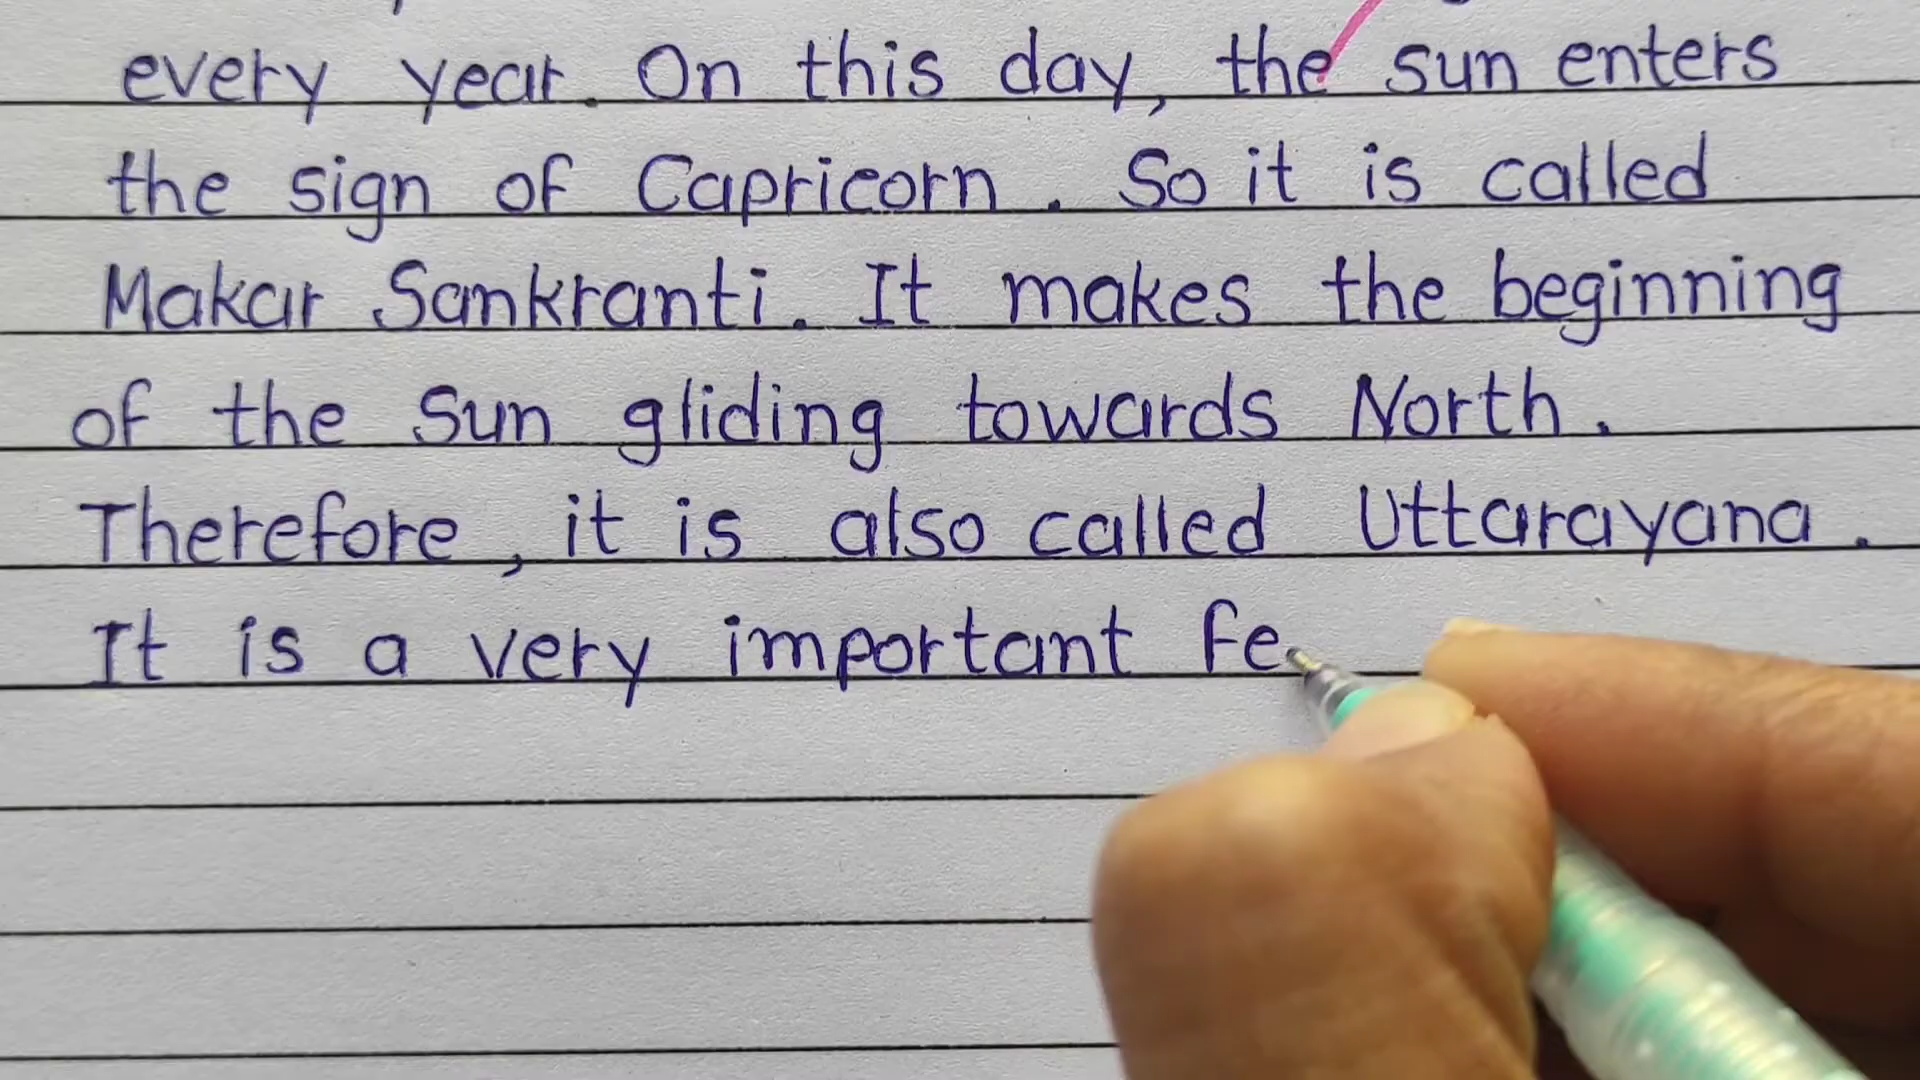 every year. On this day, the sun enters
the sign of Capricorn. So it is called
Makar Sankranti. It makes the beginning
of the Sun gliding towards North.
Therefore, it is also called Uttarayana.
It is a very important fe